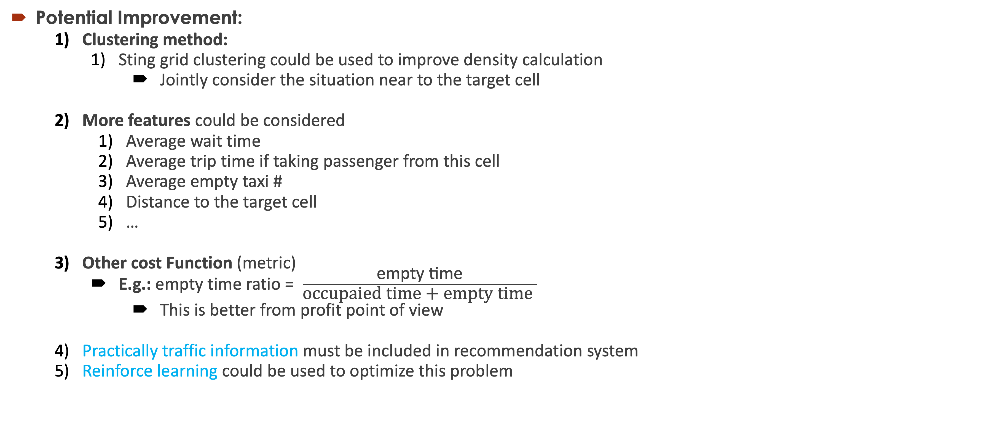 Potential Improvement:
1) Clustering method:
1) Sting grid clustering could be used to improve density calculation
Jointly consider the situation near to the target cell
2) More features could be considered
1) Average wait time
2) Average trip time if taking passenger from this cell
3) Average empty taxi #
4) Distance to the target cell
5) ...
3) Other cost Function (metric)
E.g.: empty time ratio = empty time
occupaied time + empty time
This is better from profit point of view
4) Practically traffic information must be included in recommendation system
5) Reinforce learning could be used to optimize this problem